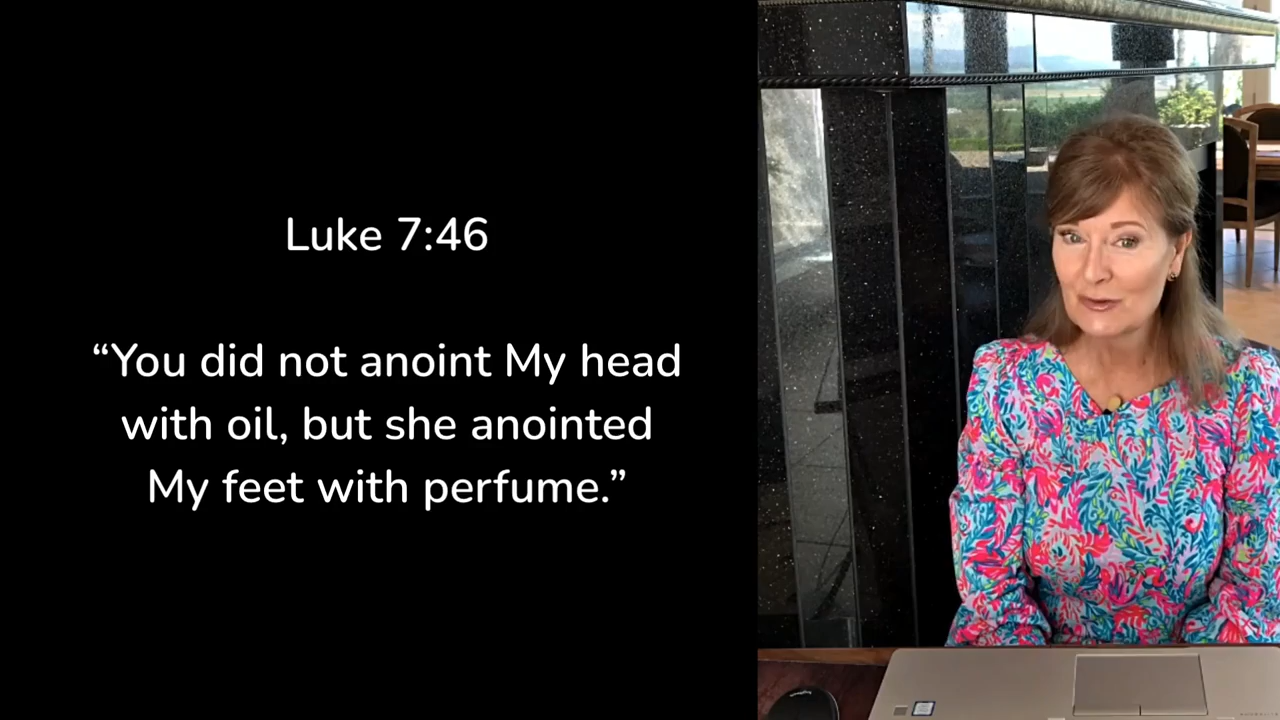 Luke 7:46
“You did not anoint My head
with oil, but she anointed
My feet with perfume.”